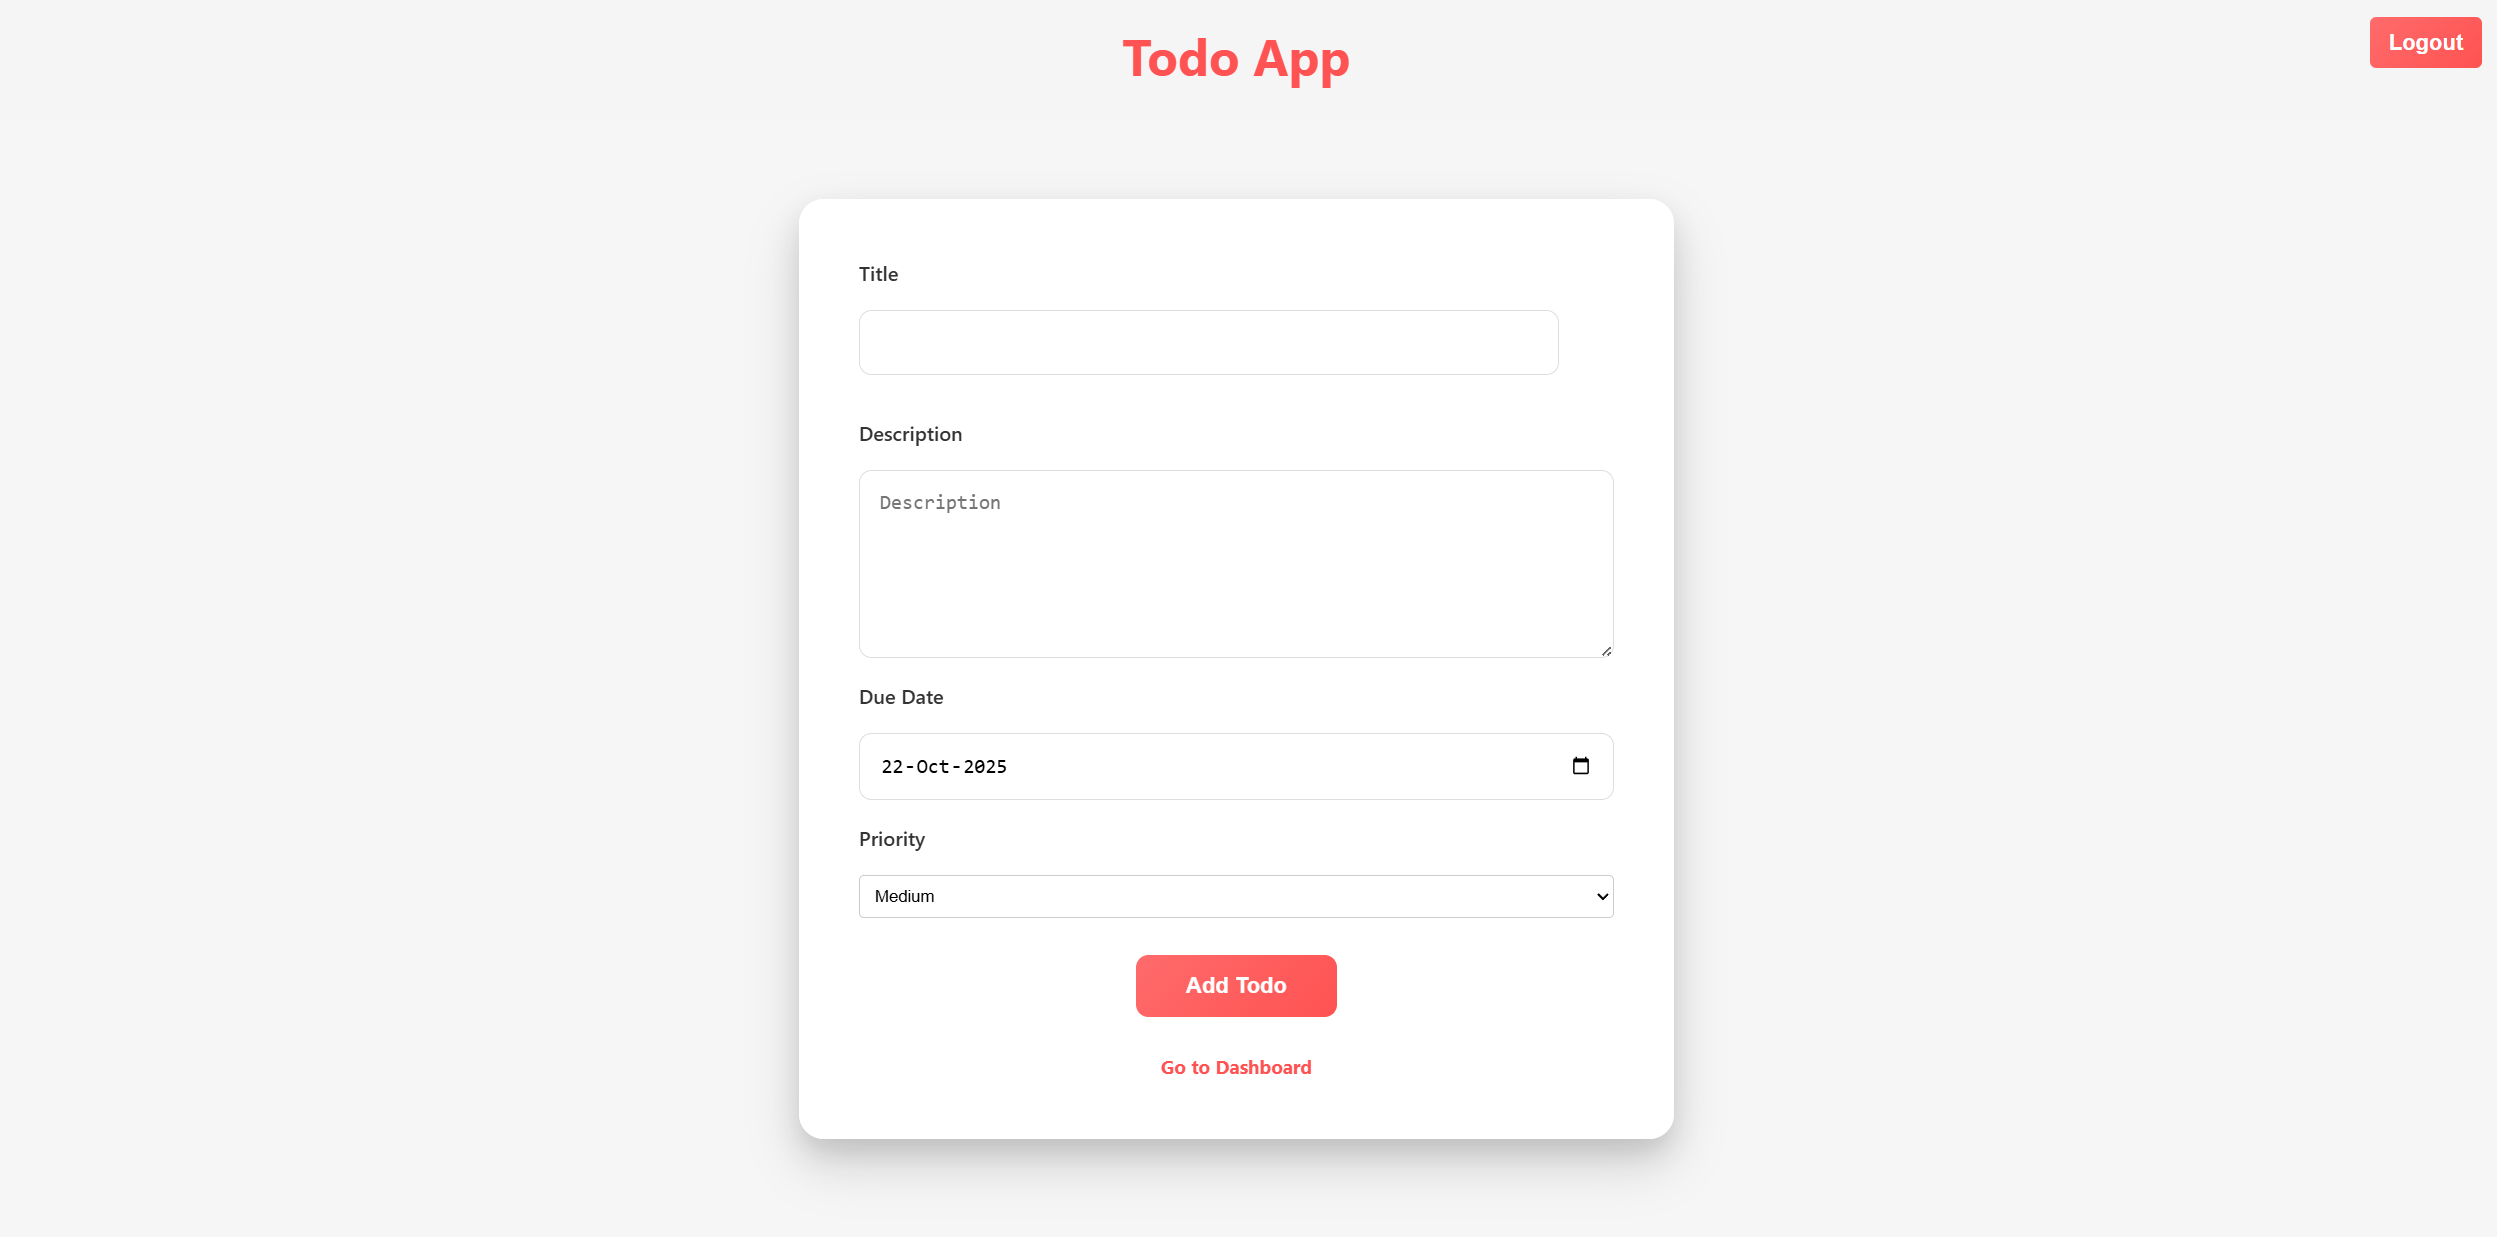 Todo App
Logout
Title
Description
Description
Due Date
22-Oct-2025
Priority
Medium
Add Todo
Go to Dashboard